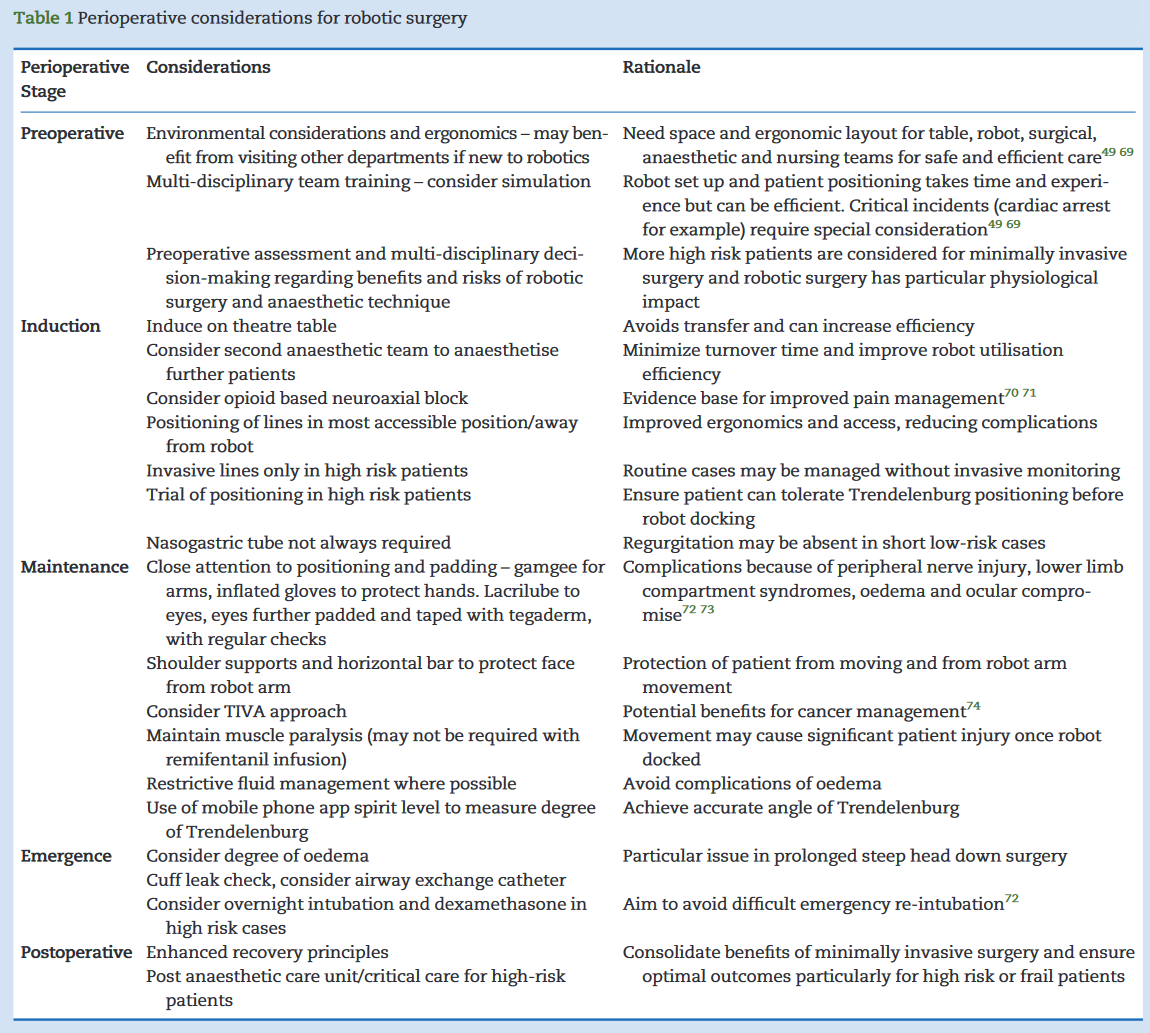 Table 1 Perioperative considerations for robotic surgery
Perioperative Stage Considerations Rationale
Preoperative Environmental considerations and ergonomics – may ben- Need space and ergonomic layout for table, robot, surgical,
efit from visiting other departments if new to robotics anaesthetic and nursing teams for safe and efficient care49 69
Multi-disciplinary team training – consider simulation Robot set up and patient positioning takes time and experi-
ence but can be efficient. Critical incidents (cardiac arrest
for example) require special consideration49 69
Preoperative assessment and multi-disciplinary deci- More high risk patients are considered for minimally invasive
sion-making regarding benefits and risks of robotic surgery and robotic surgery has particular physiological
surgery and anaesthetic technique impact
Induction Induce on theatre table Avoids transfer and can increase efficiency
Consider second anaesthetic team to anaesthetise Minimize turnover time and improve robot utilisation
further patients efficiency
Consider opioid based neuroaxial block Evidence base for improved pain management70 71
Positioning of lines in most accessible position/away Improved ergonomics and access, reducing complications
from robot
Invasive lines only in high risk patients Routine cases may be managed without invasive monitoring
Trial of positioning in high risk patients Ensure patient can tolerate Trendelenburg positioning before
robot docking
Nasogastric tube not always required Regurgitation may be absent in short low-risk cases
Maintenance Close attention to positioning and padding – gamgee for Complications because of peripheral nerve injury, lower limb
arms, inflated gloves to protect hands. Lacrilube to compartment syndromes, oedema and ocular compro-
eyes, eyes further padded and taped with tegaderm, mise72 73
with regular checks
Shoulder supports and horizontal bar to protect face Protection of patient from moving and from robot arm
from robot arm movement
Consider TIVA approach Potential benefits for cancer management74
Maintain muscle paralysis (may not be required with Movement may cause significant patient injury once robot
remifentanil infusion) docked
Restrictive fluid management where possible Avoid complications of oedema
Use of mobile phone app spirit level to measure degree Achieve accurate angle of Trendelenburg
of Trendelenburg
Emergence Consider degree of oedema Particular issue in prolonged steep head down surgery
Cuff leak check, consider airway exchange catheter
Consider overnight intubation and dexamethasone in Aim to avoid difficult emergency re-intubation72
high risk cases
Postoperative Enhanced recovery principles Consolidate benefits of minimally invasive surgery and ensure
Post anaesthetic care unit/critical care for high-risk optimal outcomes particularly for high risk or frail patients
patients